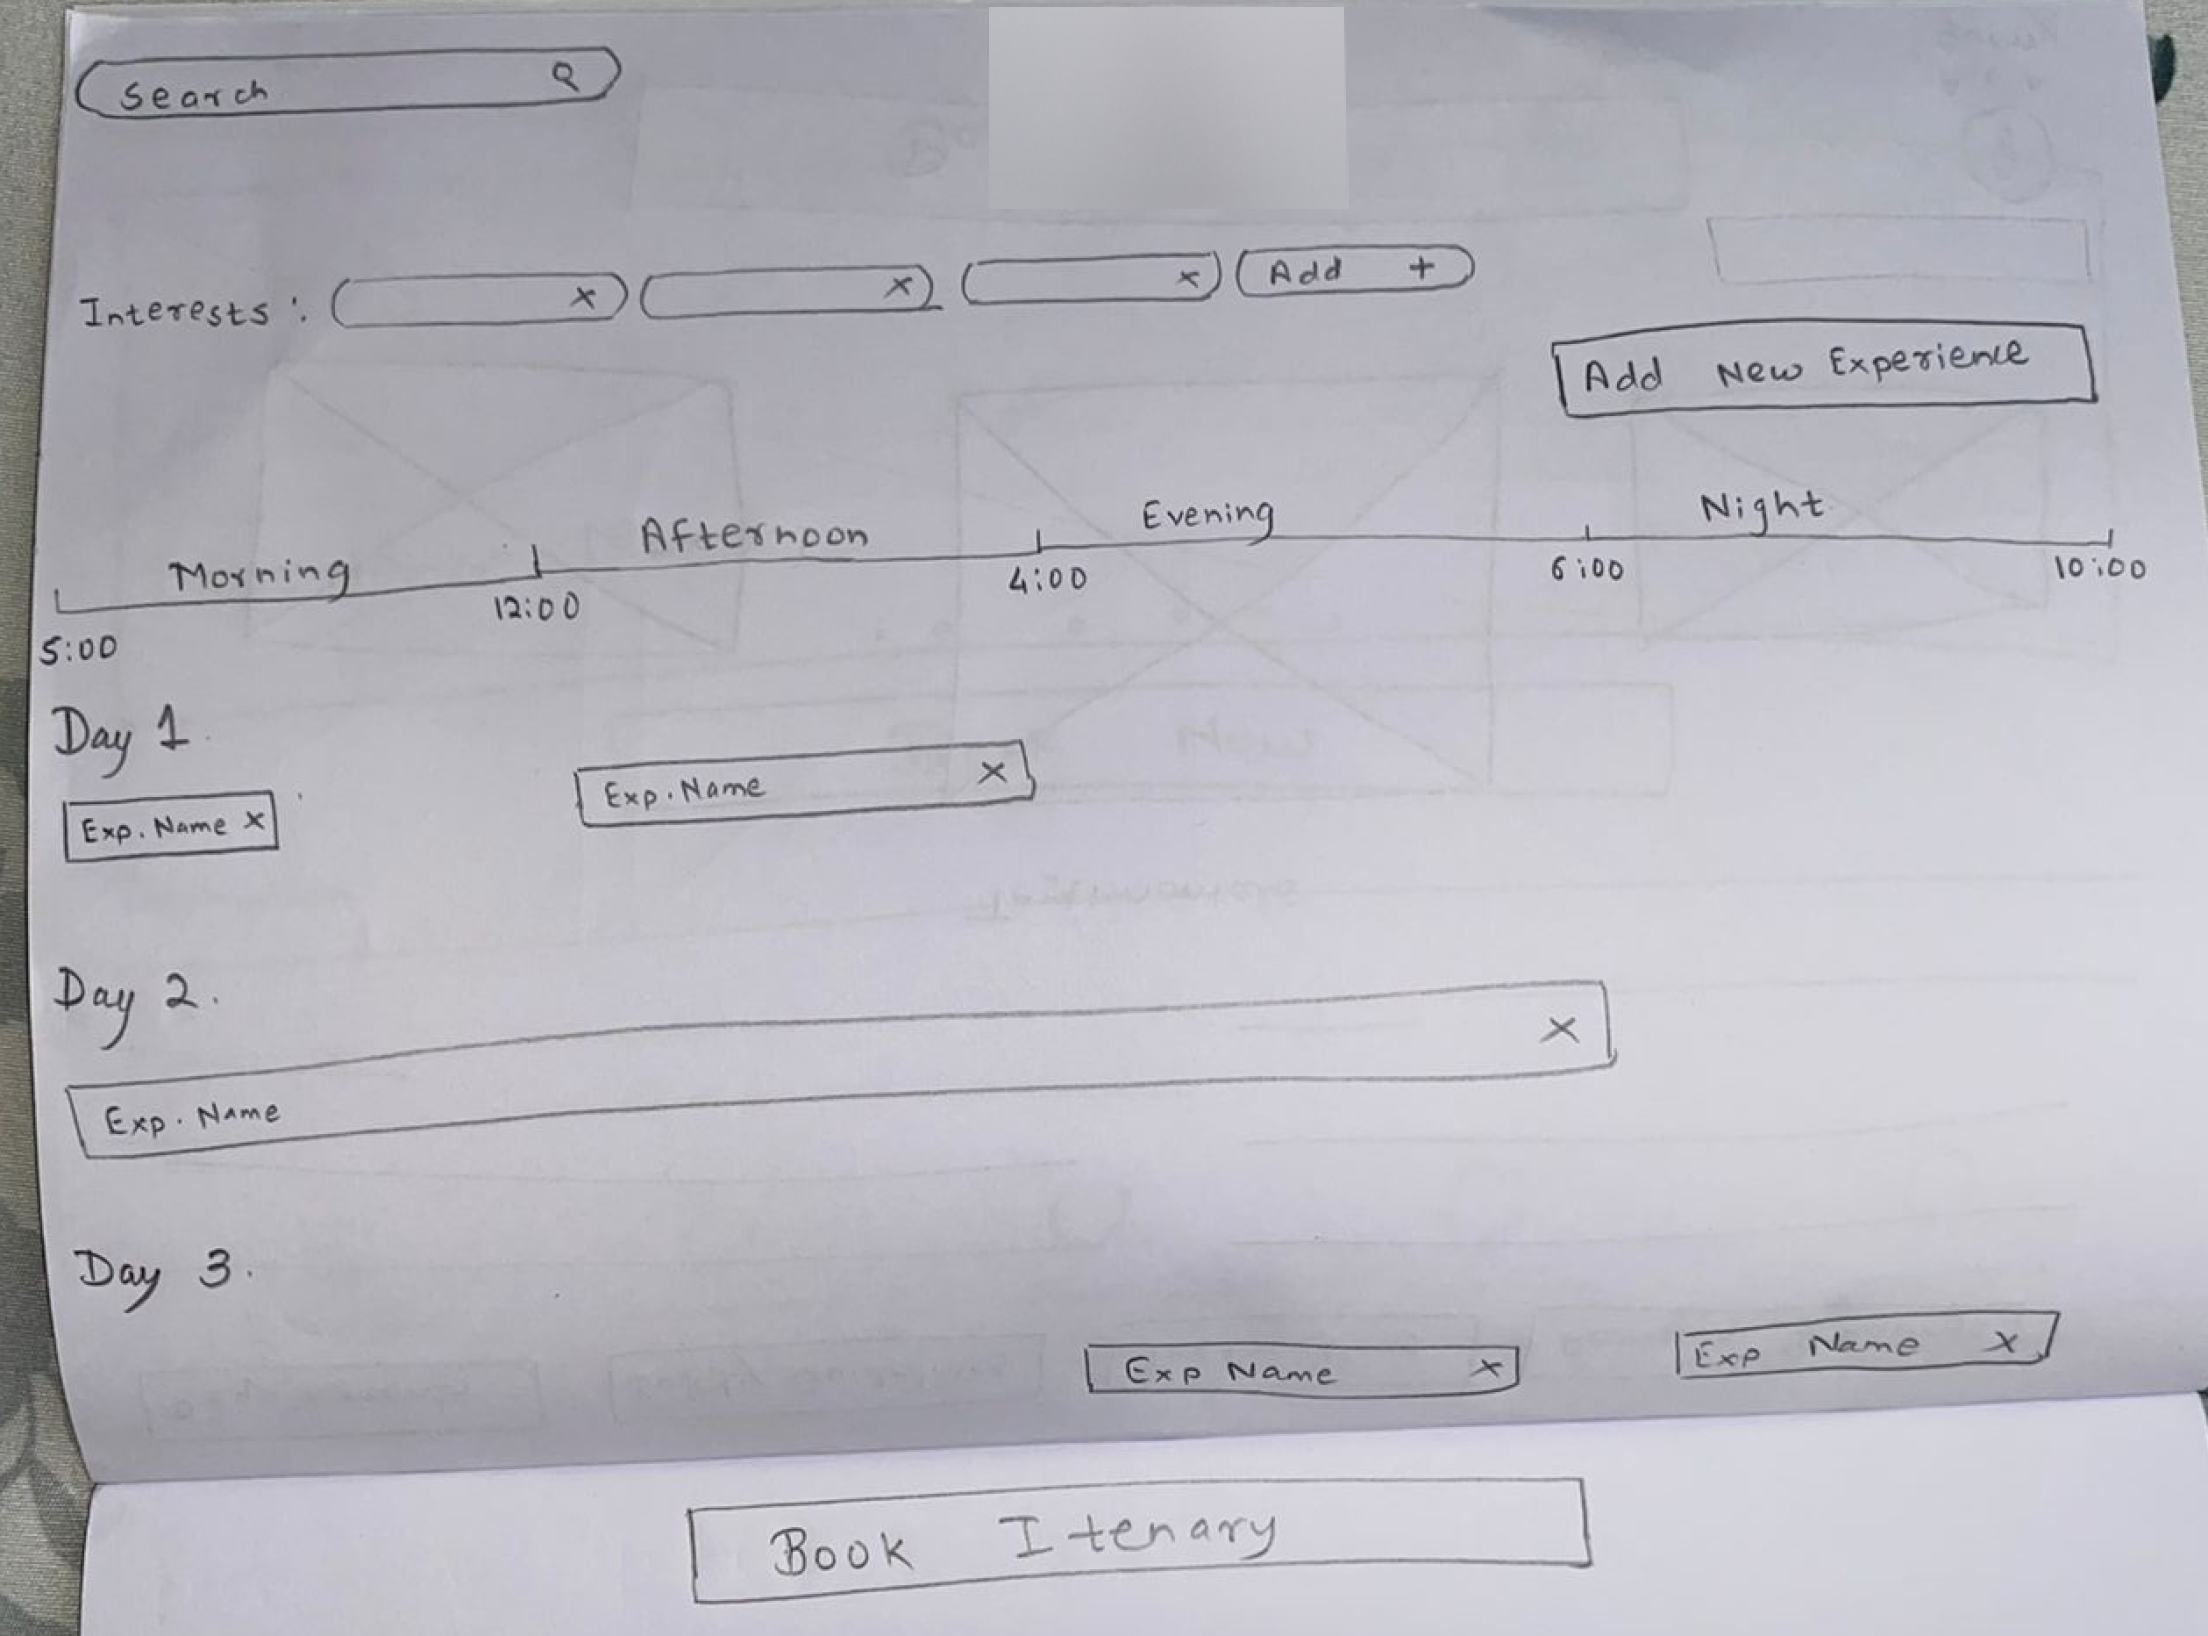 Search
Interests : x x x Add +
Add New Experience
Morning Afternoon Evening Night
5:00 12:00 4:00 6:00 10:00
Day 1.
Exp. Name x Exp. Name x
Day 2.
Exp. Name x
Day 3.
Exp Name x Exp Name x
Book Itenary